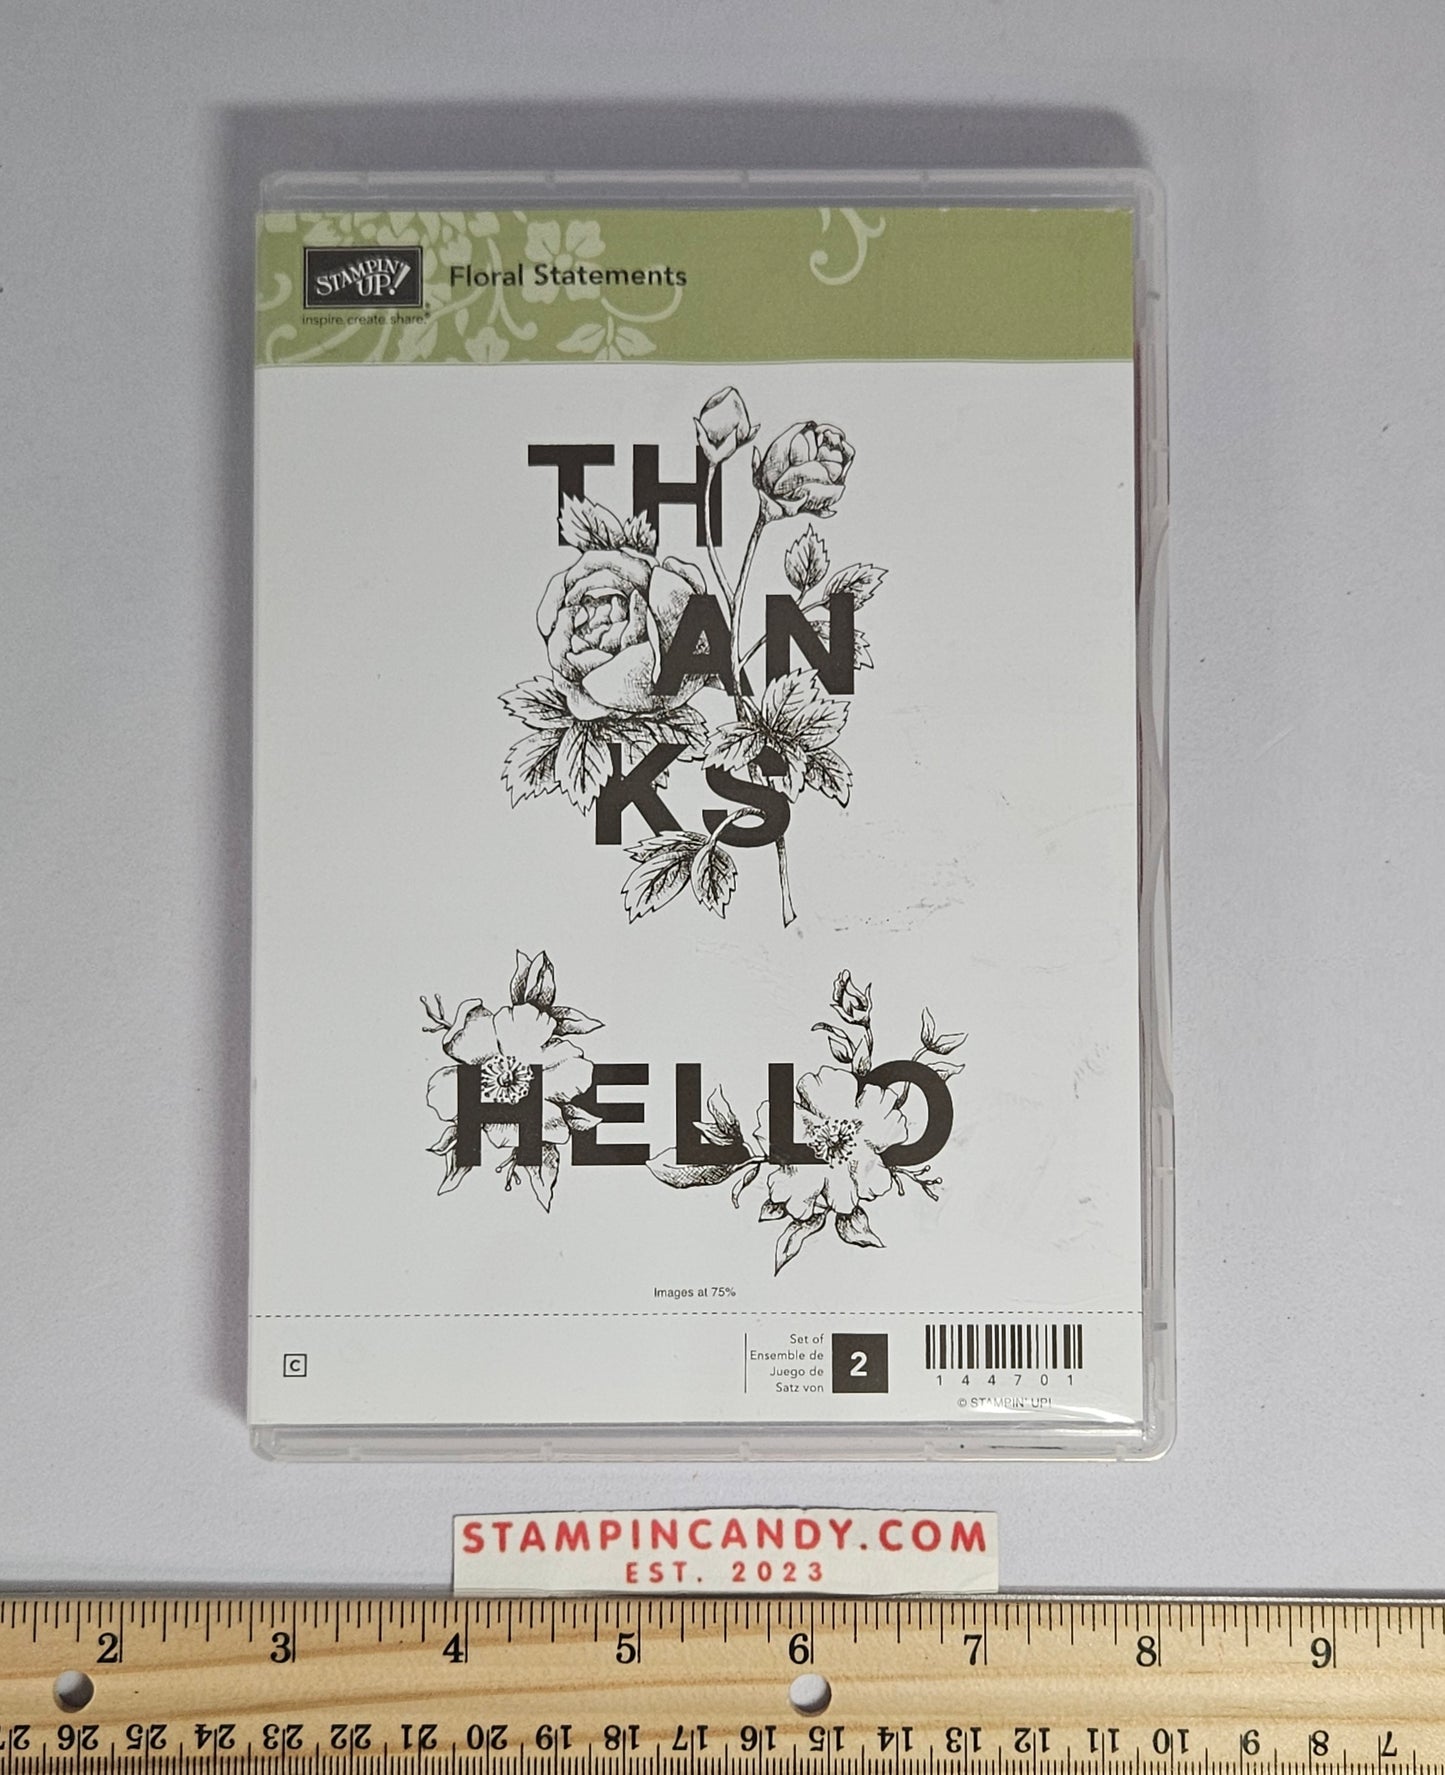 STAMPIN' UP!
inspire.create.share.®
Floral Statements
TH
AN
KS
HELLO
Images at 75%
C
Set of
Ensemble de
Juego de
Satz von
2
144701
© STAMPIN' UP!
STAMPINCANDY.COM
EST. 2023
2 3 4 5 6 7 8 9
26 25 24 23 22 21 20 19 18 17 16 15 14 13 12 11 10 9 8 7